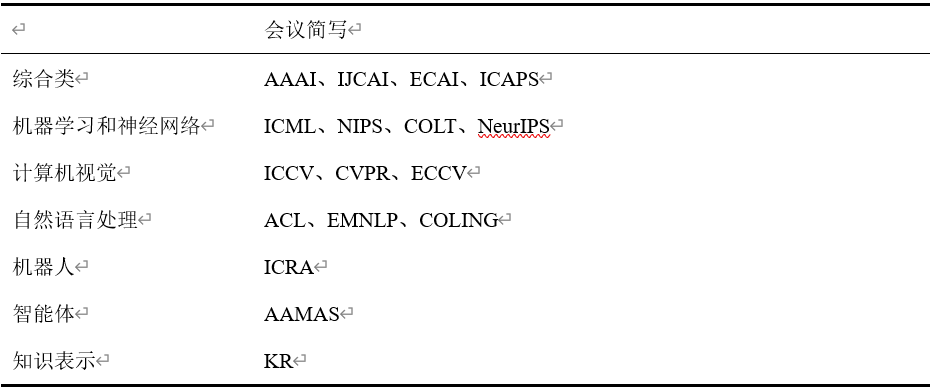 会议简写
综合类 AAAI、IJCAI、ECAI、ICAPS
机器学习和神经网络 ICML、NIPS、COLT、NeurIPS
计算机视觉 ICCV、CVPR、ECCV
自然语言处理 ACL、EMNLP、COLING
机器人 ICRA
智能体 AAMAS
知识表示 KR